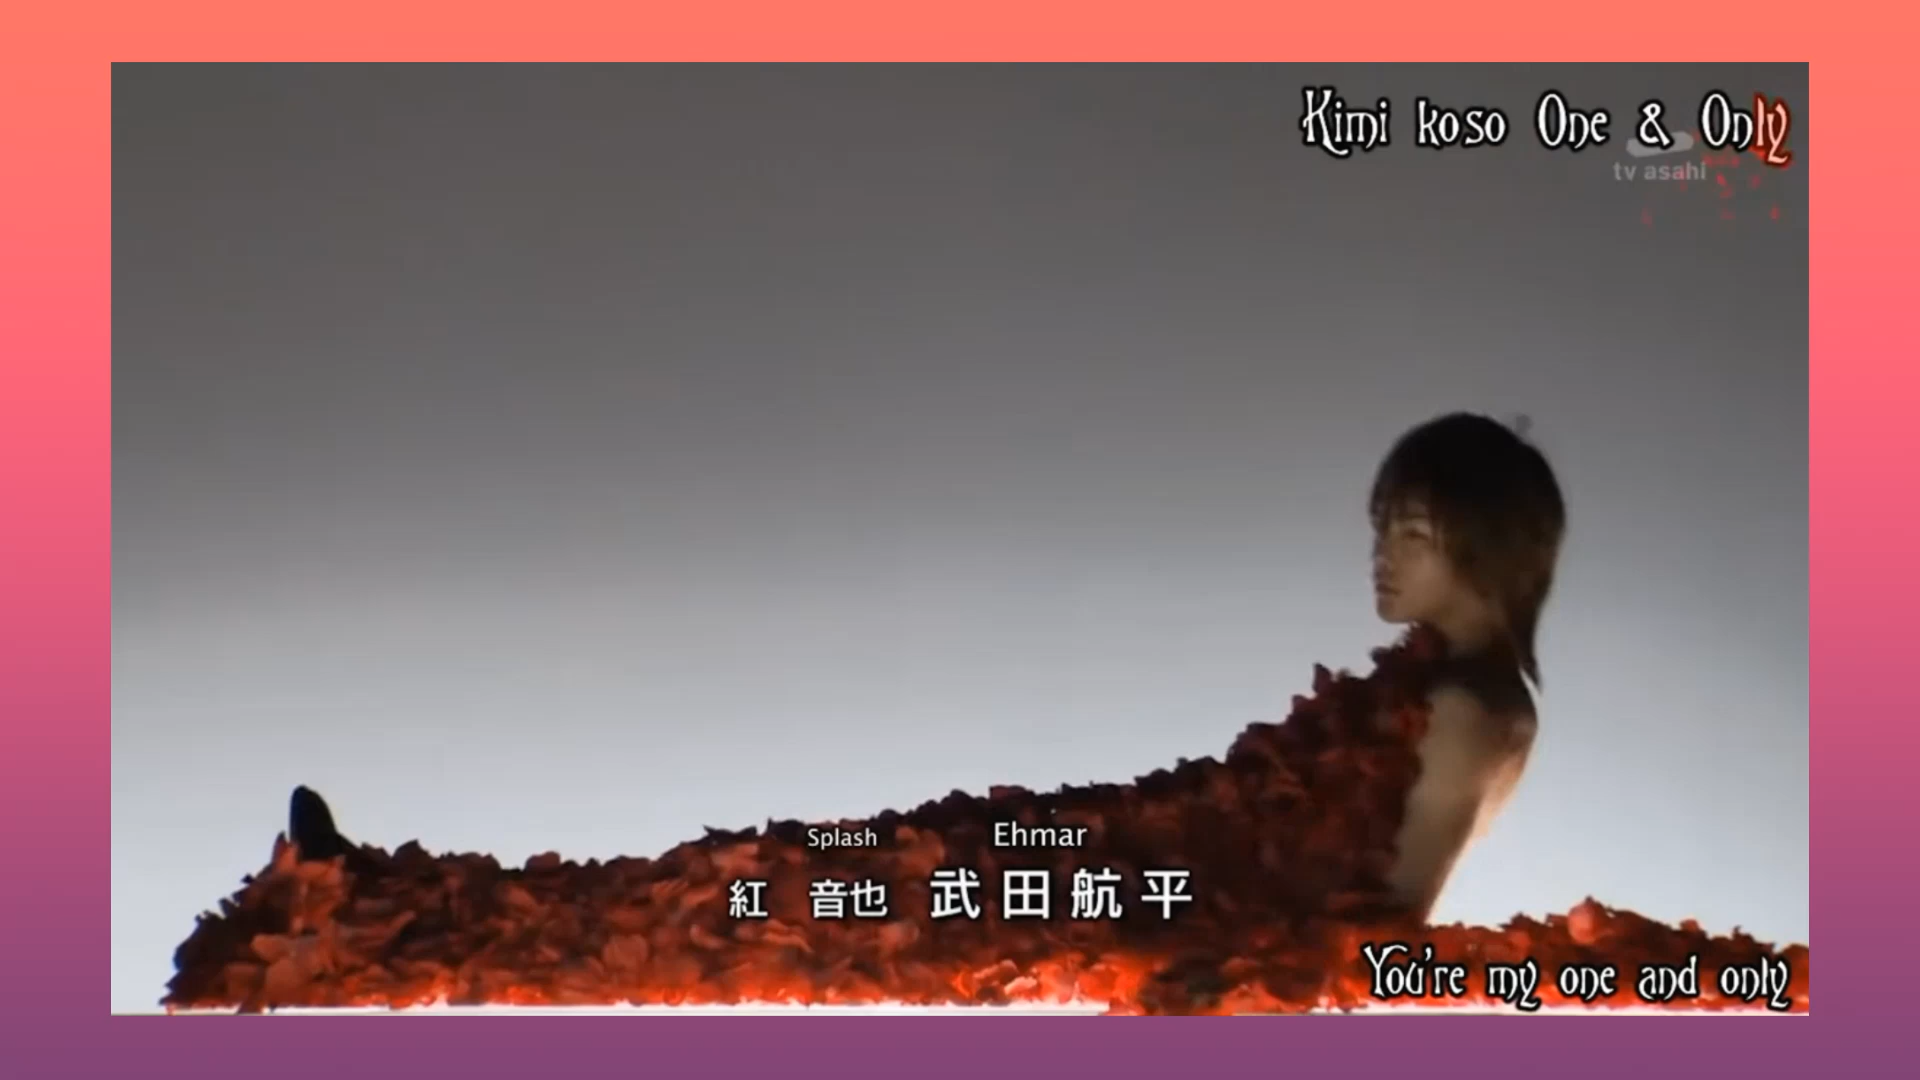 Kimi koso One & Only
tv asahi
Splash Ehmar
紅 音也 武田航平
You're my one and only